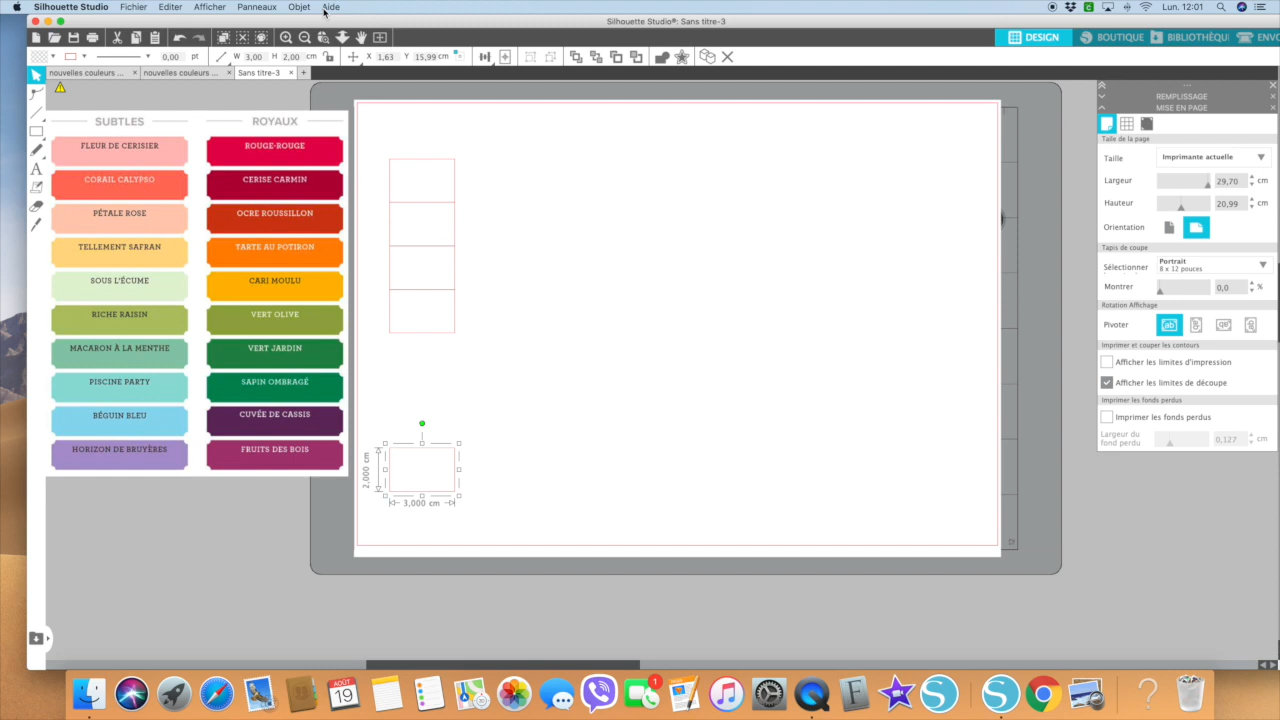 Silhouette Studio Fichier Editer Afficher Panneaux Objet Aide Lun. 12:01
Silhouette Studio®: Sans titre-3
DESIGN BOUTIQUE BIBLIOTHÈQU ENVO
0,00 pt W 3,00 H 2,00 cm X 1,63 Y 15,99 cm
nouvelles couleurs ... × nouvelles couleurs ... × Sans titre-3 × +
REMPLISSAGE
MISE EN PAGE
Taille de la page
Taille Imprimante actuelle
Largeur 29,70 cm
Hauteur 20,99 cm
Orientation
Tapis de coupe
Sélectionner Portrait
8 x 12 pouces
Montrer 0,0 %
Rotation Affichage
Pivoter
Imprimer et couper les contours
Afficher les limites d'impression
Afficher les limites de découpe
Imprimer les fonds perdus
Imprimer les fonds perdus
Largeur du
fond perdu 0,127 cm
SUBTLES
FLEUR DE CERISIER
CORAIL CALYPSO
PÉTALE ROSE
TELLEMENT SAFRAN
SOUS L'ÉCUME
RICHE RAISIN
MACARON À LA MENTHE
PISCINE PARTY
BÉGUIN BLEU
HORIZON DE BRUYÈRES
ROYAUX
ROUGE-ROUGE
CERISE CARMIN
OCRE ROUSSILLON
TARTE AU POTIRON
CARI MOULU
VERT OLIVE
VERT JARDIN
SAPIN OMBRAGÉ
CUVÉE DE CASSIS
FRUITS DES BOIS
2,000 cm
3,000 cm
AOÛT
19
1